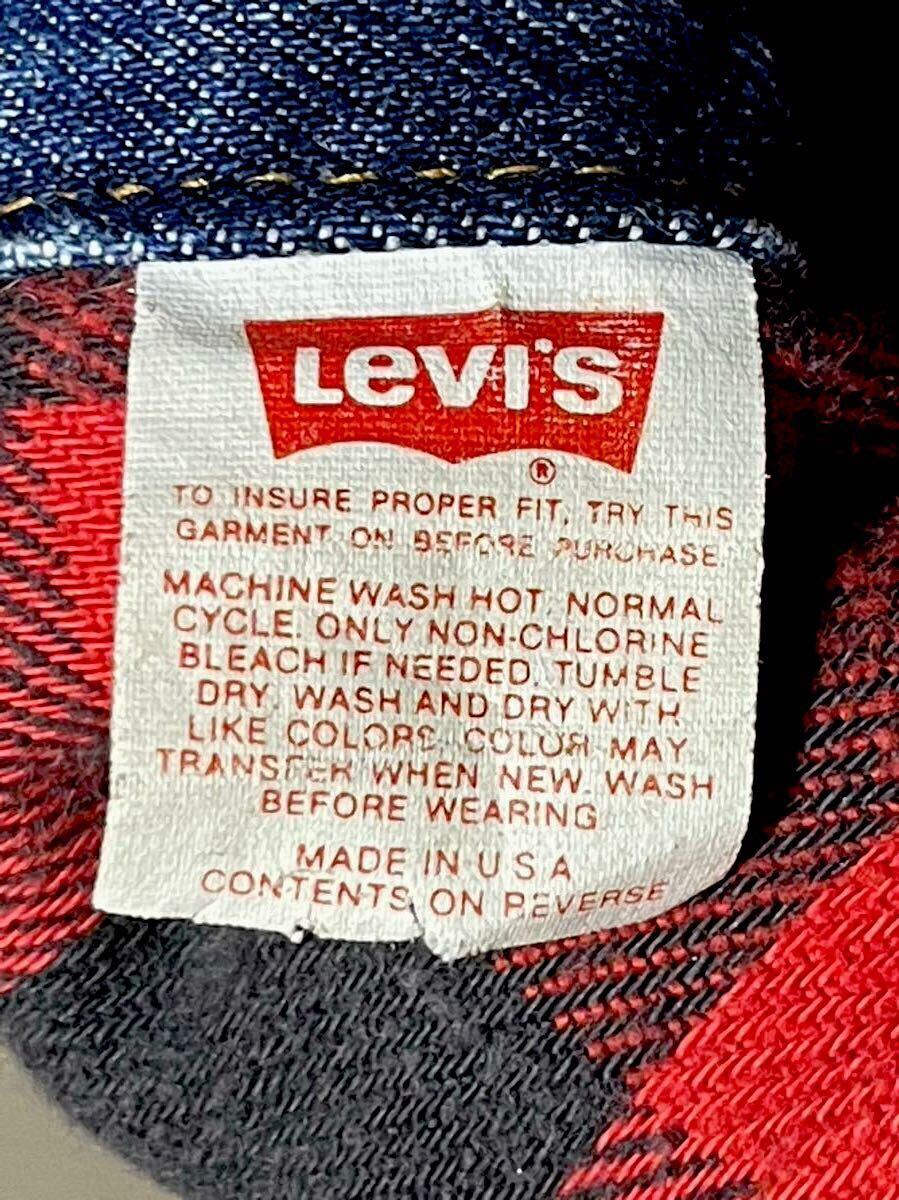 Levi's
®
TO INSURE PROPER FIT, TRY THIS
GARMENT ON BEFORE PURCHASE
MACHINE WASH HOT, NORMAL
CYCLE. ONLY NON-CHLORINE
BLEACH IF NEEDED. TUMBLE
DRY. WASH AND DRY WITH
LIKE COLORS. COLOR MAY
TRANSFER WHEN NEW. WASH
BEFORE WEARING
MADE IN U S A
CONTENTS ON REVERSE